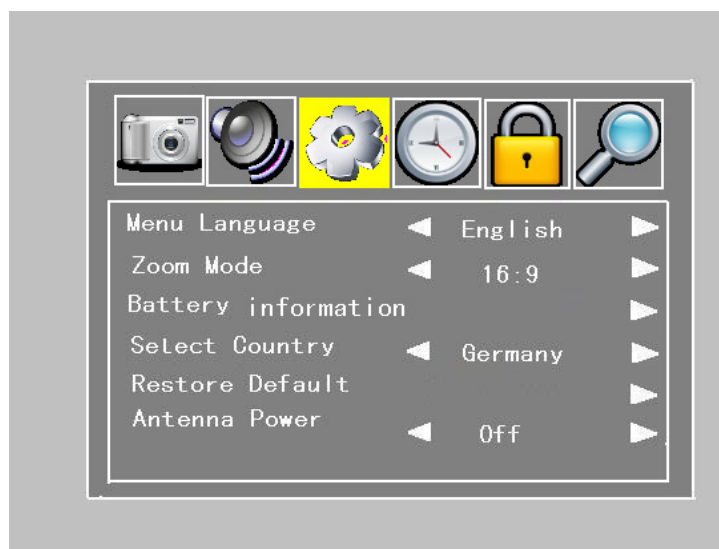 Menu Language English
Zoom Mode 16:9
Battery information
Select Country Germany
Restore Default
Antenna Power Off